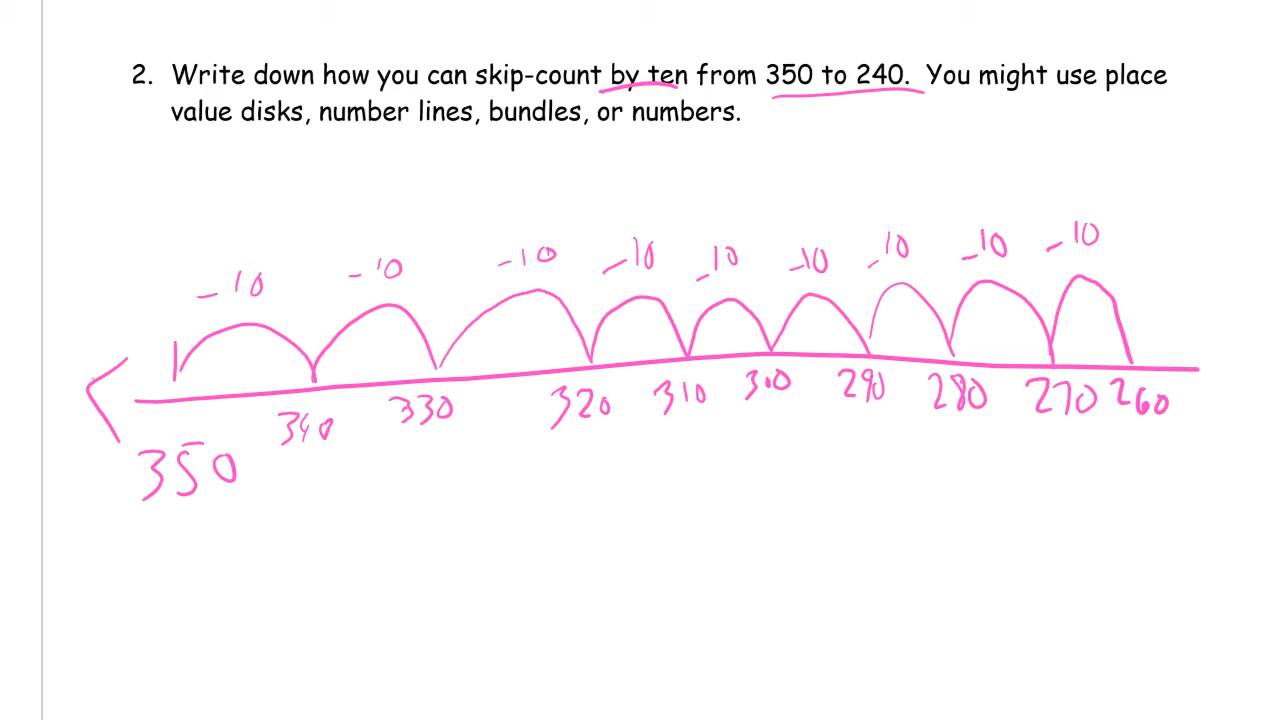 2. Write down how you can skip-count by ten from 350 to 240. You might use place
value disks, number lines, bundles, or numbers.
-10 -10 -10 -10 -10 -10 -10 -10 -10
350 340 330 320 310 300 290 280 270 260